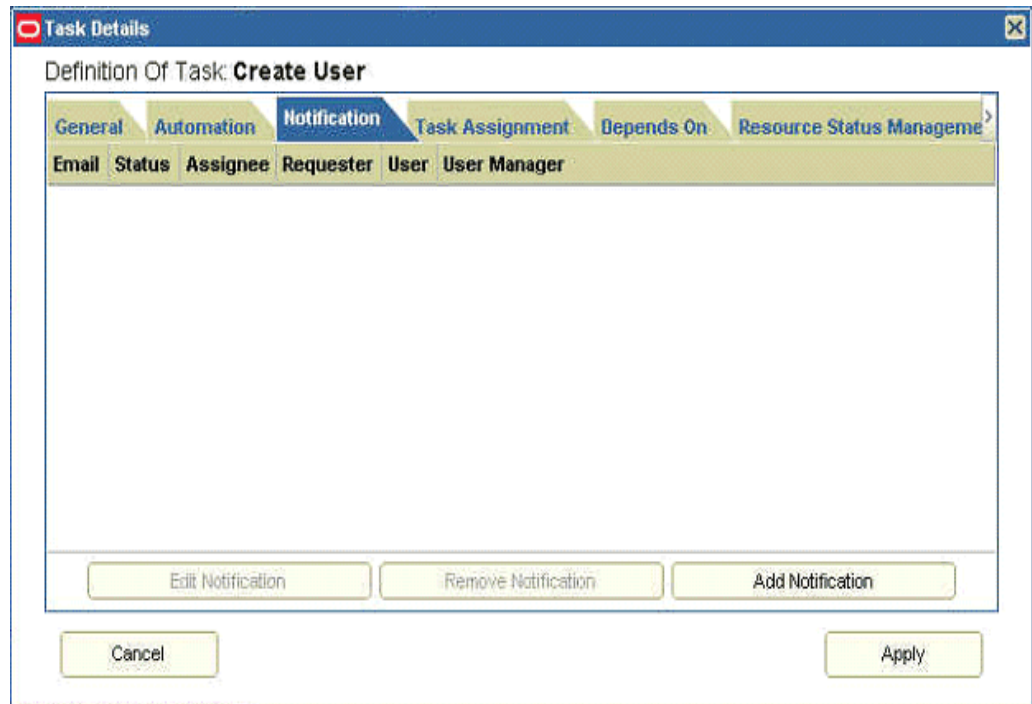 Task Details
Definition Of Task: Create User
General Automation Notification Task Assignment Depends On Resource Status Manageme
Email Status Assignee Requester User User Manager
Edit Notification Remove Notification Add Notification
Cancel Apply